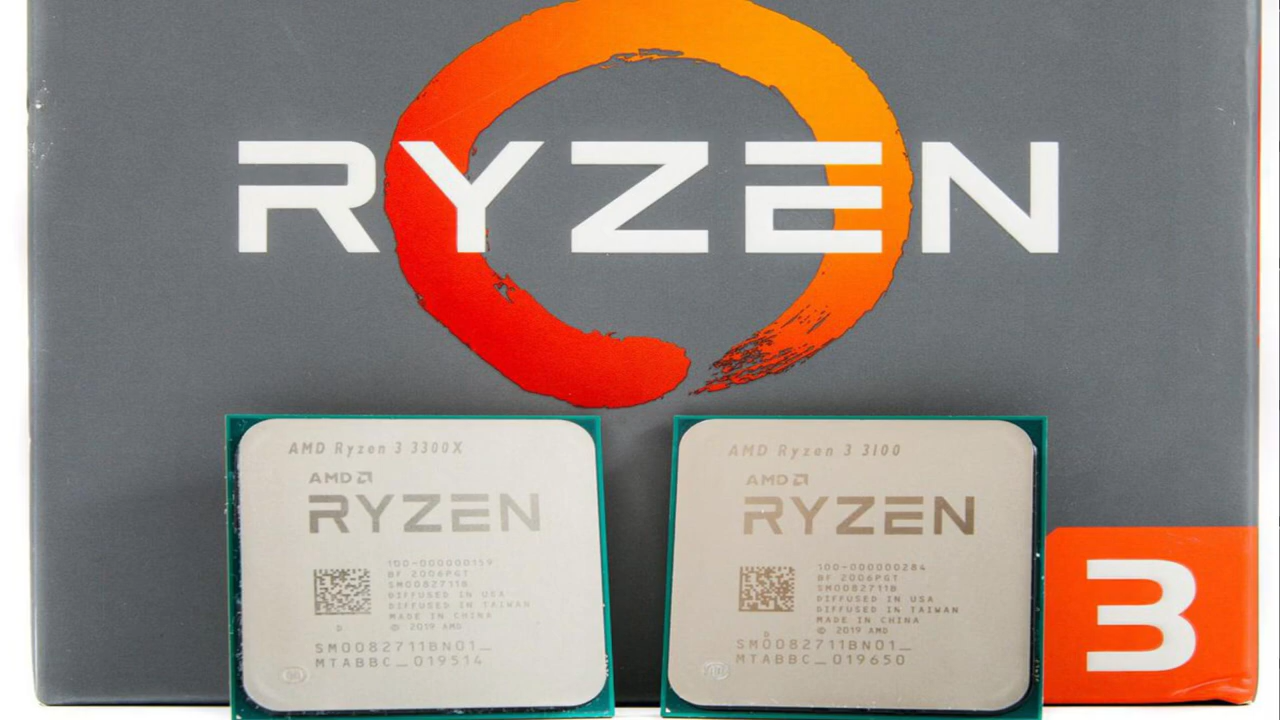 RYZEN
AMD Ryzen 3 3300X
AMD
RYZEN
100-000000159
BF 2006PGT
SM0082711B
DIFFUSED IN USA
DIFFUSED IN TAIWAN
MADE IN CHINA
© 2019 AMD
SM0082711BN01_
MTABBC_019514
AMD Ryzen 3 3100
AMD
RYZEN
100-000000284
BF 2006PGT
SM0082711B
DIFFUSED IN USA
DIFFUSED IN TAIWAN
MADE IN CHINA
© 2019 AMD
SM0082711BN01_
MTABBC_019650
3